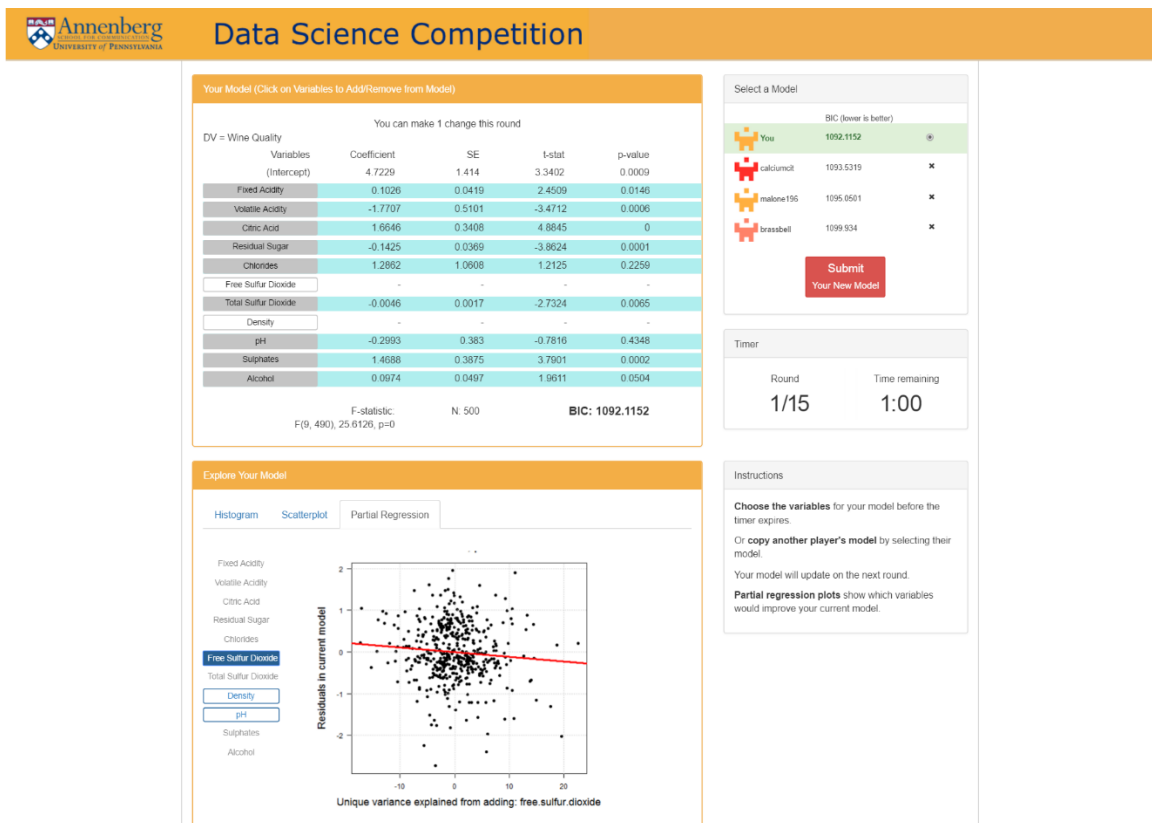 Annenberg
SCHOOL FOR COMMUNICATION
UNIVERSITY of PENNSYLVANIA
Data Science Competition
Your Model (Click on Variables to Add/Remove from Model)
You can make 1 change this round
DV = Wine Quality
Variables Coefficient SE t-stat p-value
(Intercept) 4.7229 1.414 3.3402 0.0009
Fixed Acidity 0.1026 0.0419 2.4509 0.0146
Volatile Acidity -1.7707 0.5101 -3.4712 0.0006
Citric Acid 1.6646 0.3408 4.8845 0
Residual Sugar -0.1425 0.0369 -3.8624 0.0001
Chlorides 1.2862 1.0608 1.2125 0.2259
Free Sulfur Dioxide - - - -
Total Sulfur Dioxide -0.0046 0.0017 -2.7324 0.0065
Density - - - -
pH -0.2993 0.383 -0.7816 0.4348
Sulphates 1.4688 0.3875 3.7901 0.0002
Alcohol 0.0974 0.0497 1.9611 0.0504
F-statistic: N: 500 BIC: 1092.1152
F(9, 490), 25.6126, p=0
Select a Model
BIC (lower is better)
You 1092.1152
calciumcit 1093.5319 ×
malone196 1095.0501 ×
brassbell 1099.934 ×
Submit
Your New Model
Timer
Round Time remaining
1/15 1:00
Explore Your Model
Histogram Scatterplot Partial Regression
Fixed Acidity
Volatile Acidity
Citric Acid
Residual Sugar
Chlorides
Free Sulfur Dioxide
Total Sulfur Dioxide
Density
pH
Sulphates
Alcohol
Residuals in current model
2
1
0
-1
-2
-10 0 10 20
Unique variance explained from adding: free.sulfur.dioxide
Instructions
Choose the variables for your model before the
timer expires.
Or copy another player's model by selecting their
model.
Your model will update on the next round.
Partial regression plots show which variables
would improve your current model.